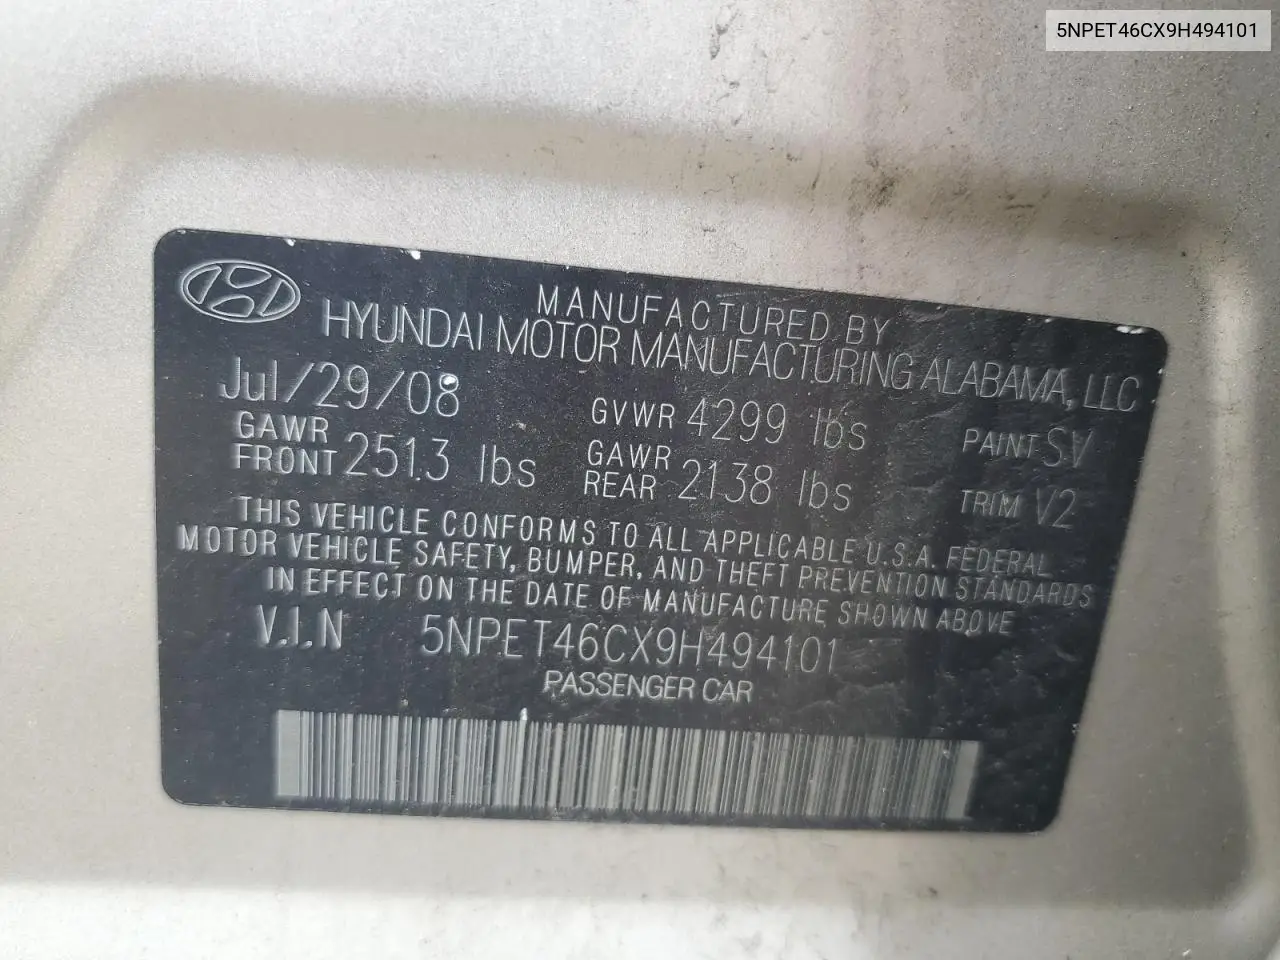 5NPET46CX9H494101
MANUFACTURED BY
HYUNDAI MOTOR MANUFACTURING ALABAMA, LLC
Jul/29/08 GVWR 4299 lbs PAINT SV
GAWR FRONT 2513 lbs GAWR REAR 2138 lbs TRIM V2
THIS VEHICLE CONFORMS TO ALL APPLICABLE U.S.A. FEDERAL
MOTOR VEHICLE SAFETY, BUMPER, AND THEFT PREVENTION STANDARDS
IN EFFECT ON THE DATE OF MANUFACTURE SHOWN ABOVE
V.I.N 5NPET46CX9H494101
PASSENGER CAR